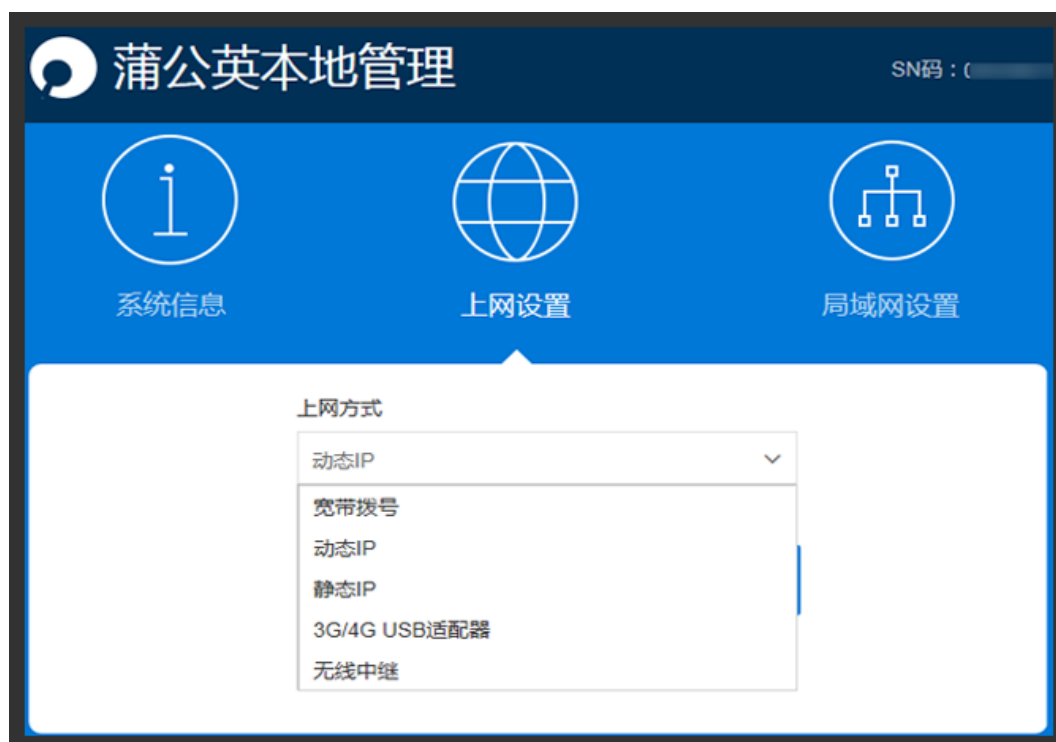 蒲公英本地管理
SN码：
系统信息
上网设置
局域网设置
上网方式
动态IP
宽带拨号
动态IP
静态IP
3G/4G USB适配器
无线中继